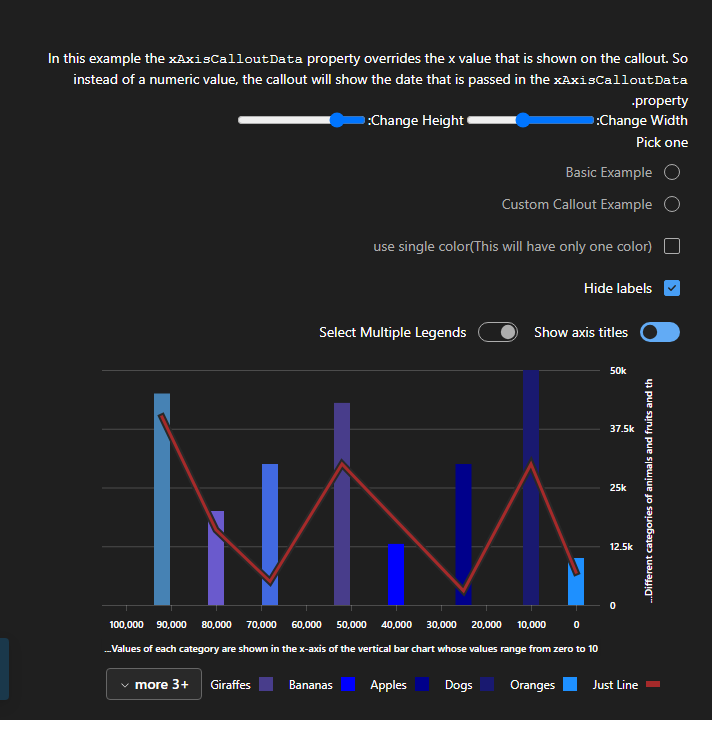 In this example the xAxisCalloutData property overrides the x value that is shown on the callout. So
instead of a numeric value, the callout will show the date that is passed in the xAxisCalloutData
.property
:Change Width
:Change Height
Pick one
Basic Example
Custom Callout Example
use single color(This will have only one color)
Hide labels
Show axis titles
Select Multiple Legends
50k
37.5k
25k
12.5k
0
...Different categories of animals and fruits and th
100,000 90,000 80,000 70,000 60,000 50,000 40,000 30,000 20,000 10,000 0
...Values of each category are shown in the x-axis of the vertical bar chart whose values range from zero to 10
Just Line
Oranges
Dogs
Apples
Bananas
Giraffes
more 3+